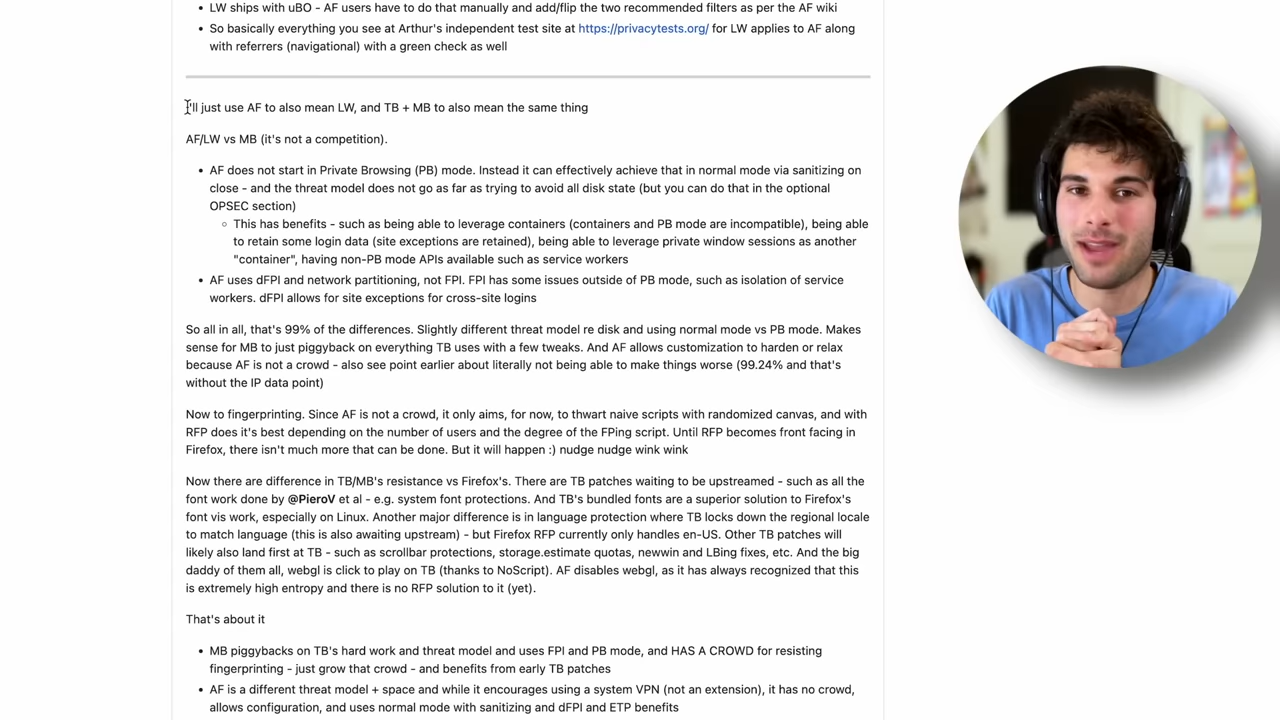 LW ships with uBO - AF users have to do that manually and add/flip the two recommended filters as per the AF wiki
So basically everything you see at Arthur's independent test site at https://privacytests.org/ for LW applies to AF along
with referrers (navigational) with a green check as well
I'll just use AF to also mean LW, and TB + MB to also mean the same thing
AF/LW vs MB (it's not a competition).
AF does not start in Private Browsing (PB) mode. Instead it can effectively achieve that in normal mode via sanitizing on
close - and the threat model does not go as far as trying to avoid all disk state (but you can do that in the optional
OPSEC section)
This has benefits - such as being able to leverage containers (containers and PB mode are incompatible), being able
to retain some login data (site exceptions are retained), being able to leverage private window sessions as another
"container", having non-PB mode APIs available such as service workers
AF uses dFPI and network partitioning, not FPI. FPI has some issues outside of PB mode, such as isolation of service
workers. dFPI allows for site exceptions for cross-site logins
So all in all, that's 99% of the differences. Slightly different threat model re disk and using normal mode vs PB mode. Makes
sense for MB to just piggyback on everything TB uses with a few tweaks. And AF allows customization to harden or relax
because AF is not a crowd - also see point earlier about literally not being able to make things worse (99.24% and that's
without the IP data point)
Now to fingerprinting. Since AF is not a crowd, it only aims, for now, to thwart naive scripts with randomized canvas, and with
RFP does it's best depending on the number of users and the degree of the FPing script. Until RFP becomes front facing in
Firefox, there isn't much more that can be done. But it will happen :) nudge nudge wink wink
Now there are difference in TB/MB's resistance vs Firefox's. There are TB patches waiting to be upstreamed - such as all the
font work done by @PieroV et al - e.g. system font protections. And TB's bundled fonts are a superior solution to Firefox's
font vis work, especially on Linux. Another major difference is in language protection where TB locks down the regional locale
to match language (this is also awaiting upstream) - but Firefox RFP currently only handles en-US. Other TB patches will
likely also land first at TB - such as scrollbar protections, storage.estimate quotas, newwin and LBing fixes, etc. And the big
daddy of them all, webgl is click to play on TB (thanks to NoScript). AF disables webgl, as it has always recognized that this
is extremely high entropy and there is no RFP solution to it (yet).
That's about it
MB piggybacks on TB's hard work and threat model and uses FPI and PB mode, and HAS A CROWD for resisting
fingerprinting - just grow that crowd - and benefits from early TB patches
AF is a different threat model + space and while it encourages using a system VPN (not an extension), it has no crowd,
allows configuration, and uses normal mode with sanitizing and dFPI and ETP benefits